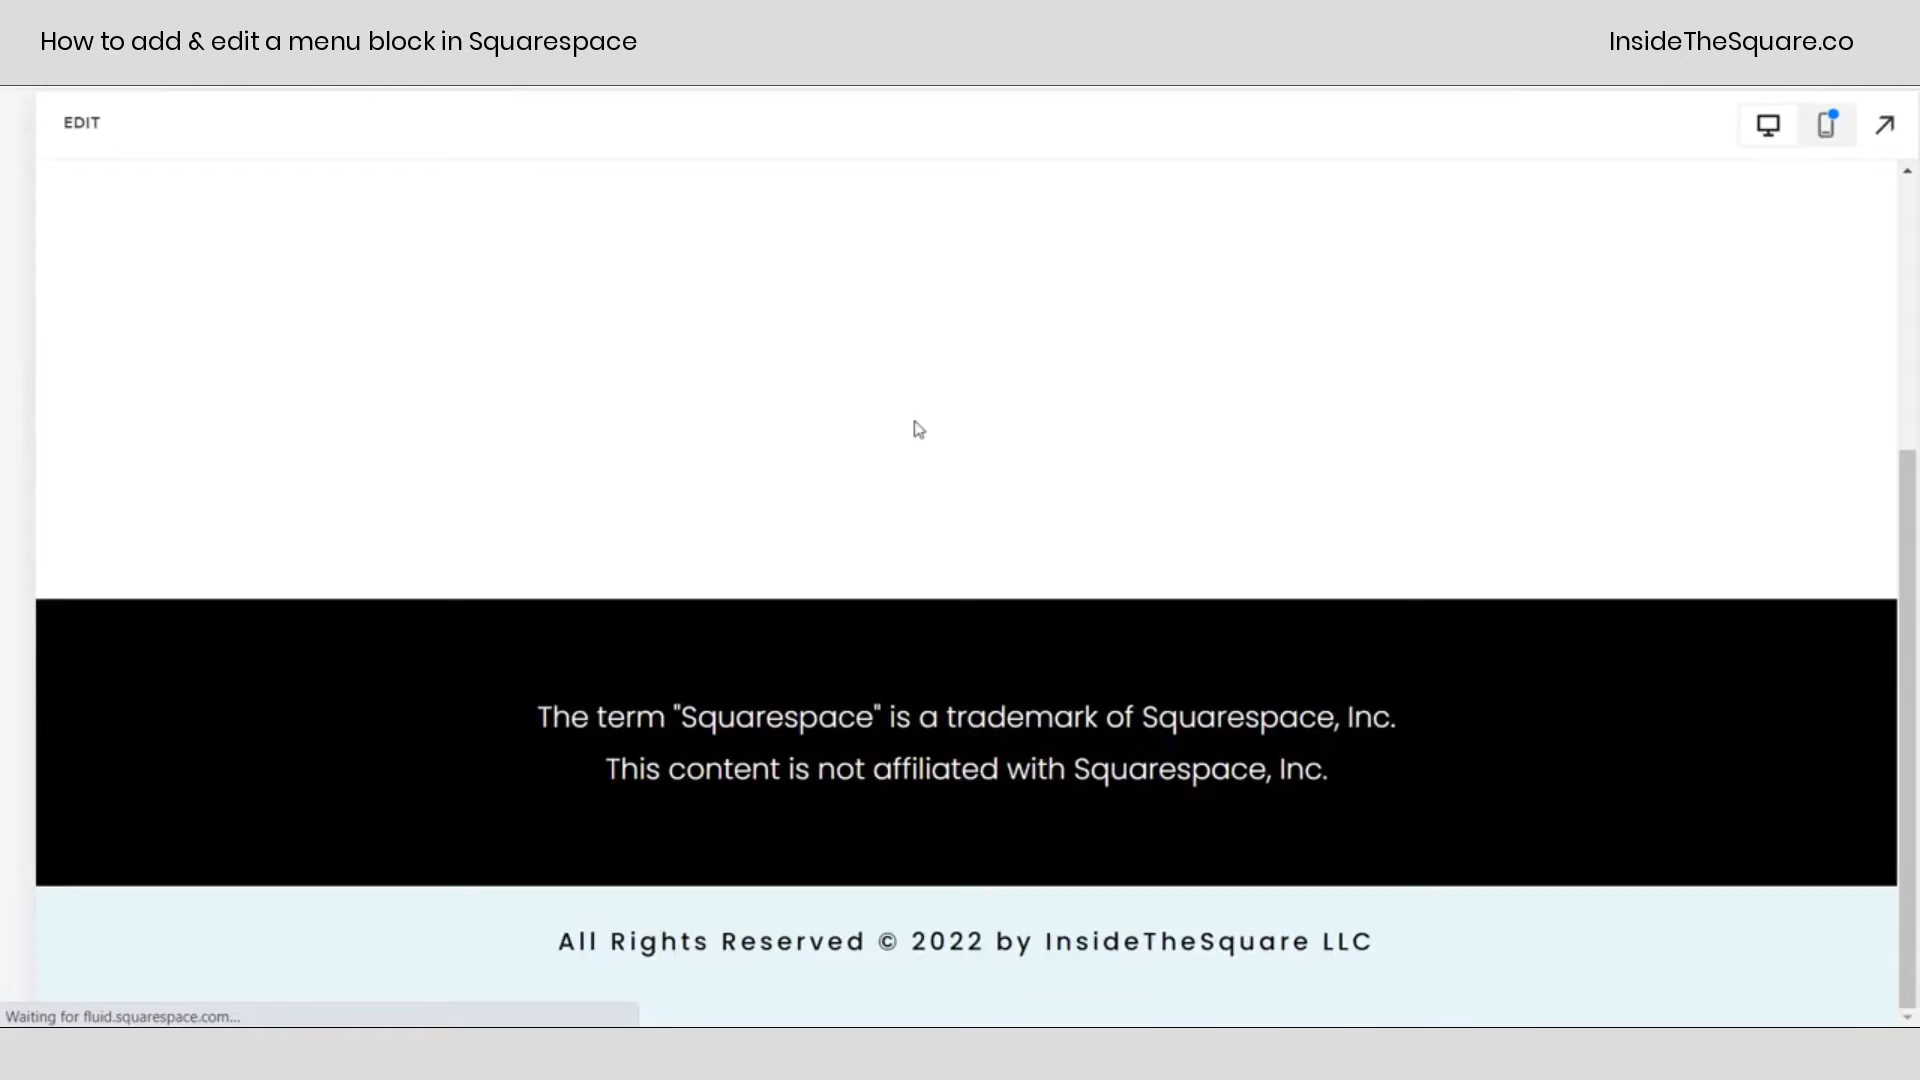 How to add & edit a menu block in Squarespace
InsideTheSquare.co
EDIT
The term "Squarespace" is a trademark of Squarespace, Inc.
This content is not affiliated with Squarespace, Inc.
All Rights Reserved © 2022 by InsideTheSquare LLC
Waiting for fluid.squarespace.com...